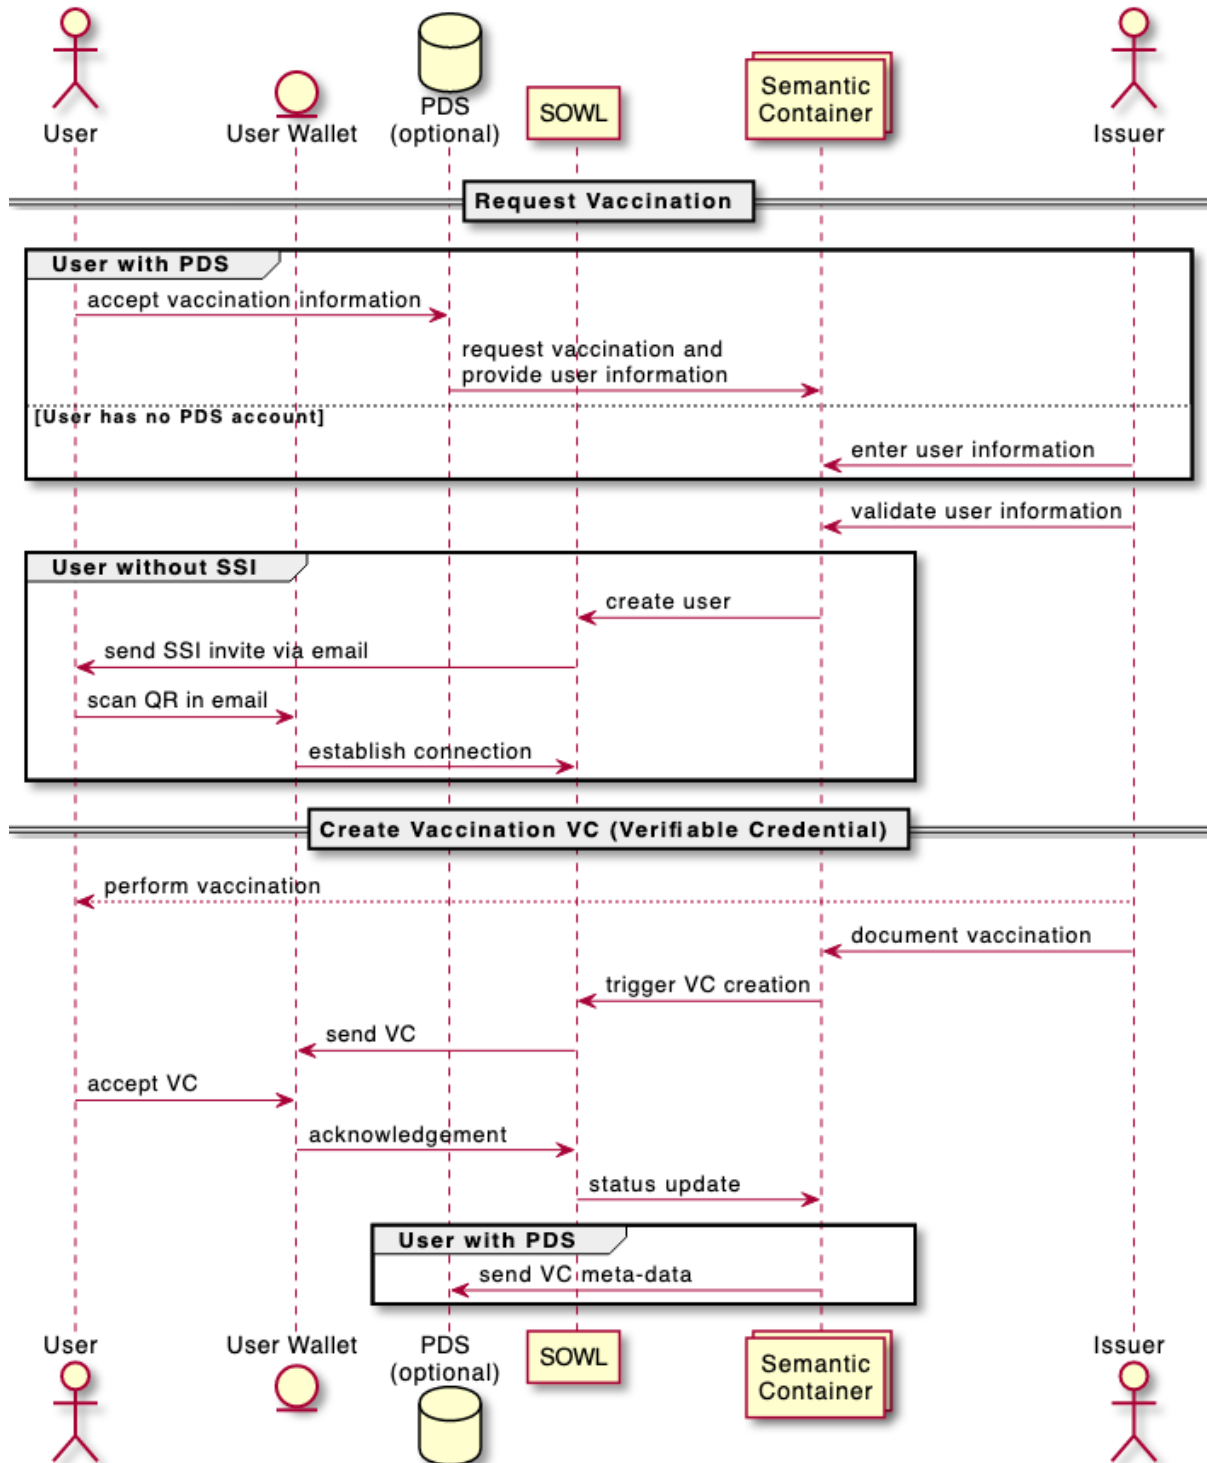 User
User Wallet
PDS
(optional)
SOWL
Semantic
Container
Issuer
Request Vaccination
User with PDS
accept vaccination information
request vaccination and
provide user information
[User has no PDS account]
enter user information
validate user information
User without SSI
create user
send SSI invite via email
scan QR in email
establish connection
Create Vaccination VC (Verifiable Credential)
perform vaccination
document vaccination
trigger VC creation
send VC
accept VC
acknowledgement
status update
User with PDS
send VC meta-data
User
User Wallet
PDS
(optional)
SOWL
Semantic
Container
Issuer